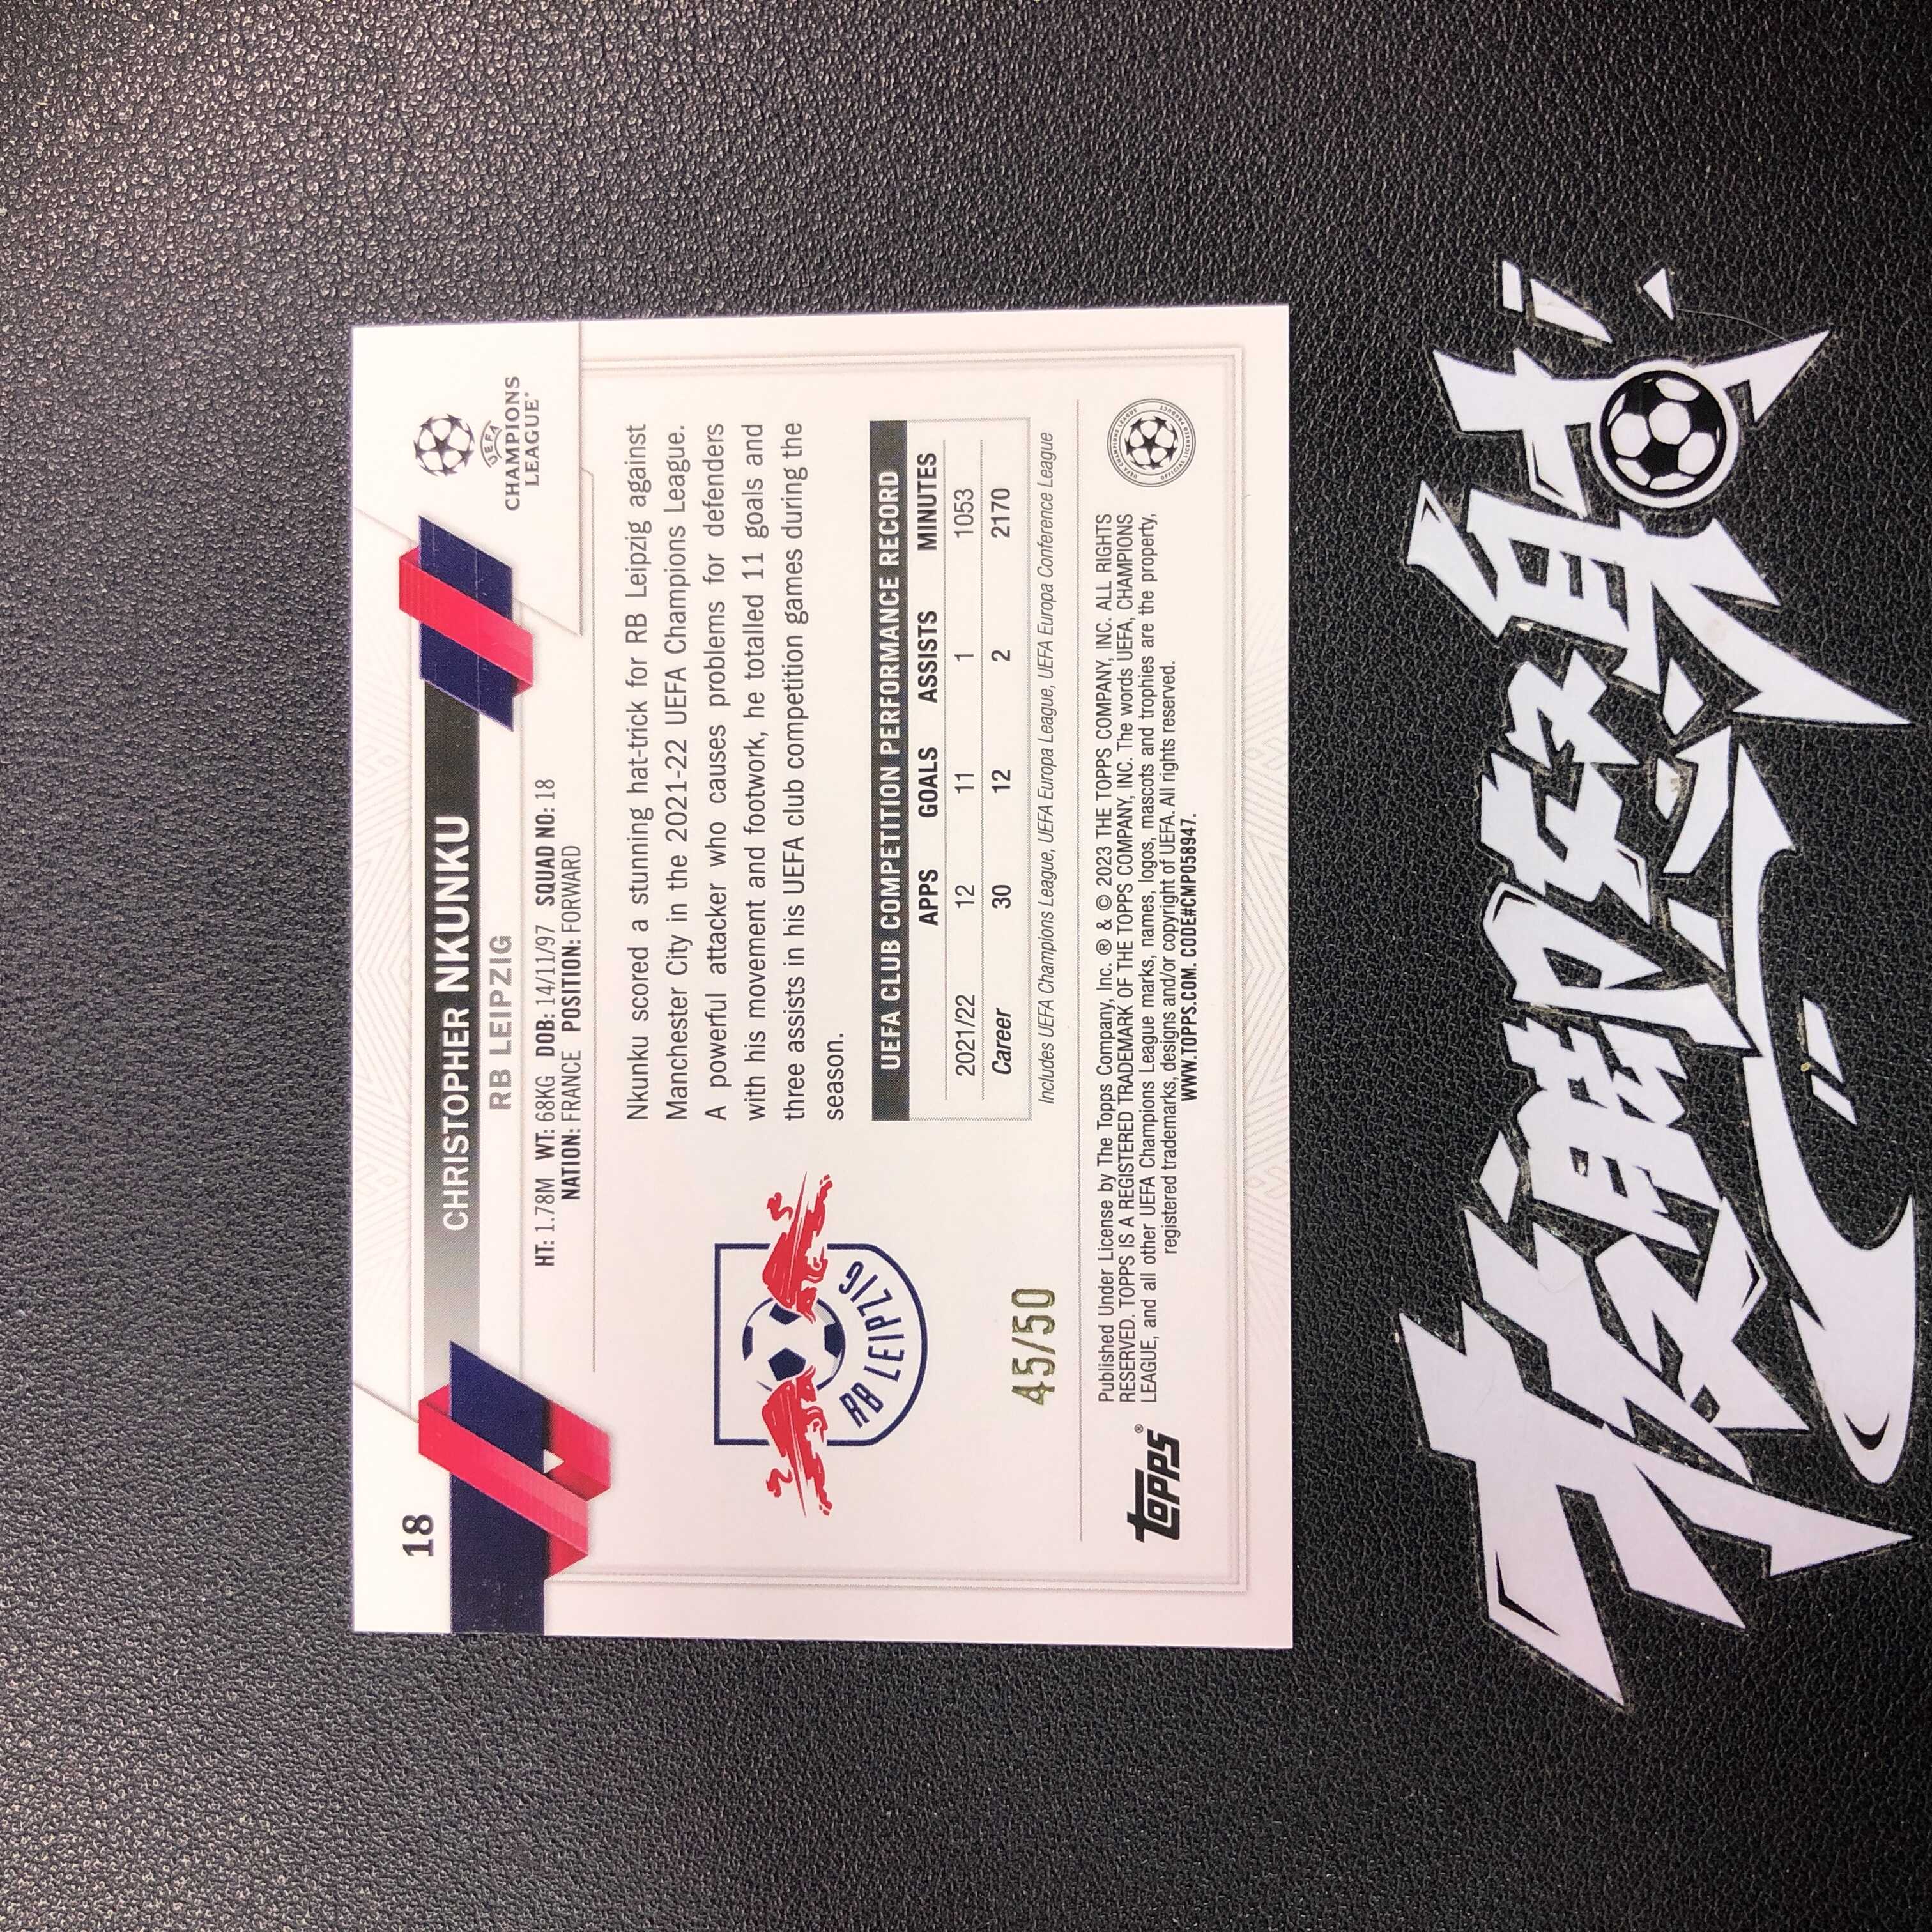 18
CHRISTOPHER NKUNKU
RB LEIPZIG
HT: 1.78M WT: 68KG DOB: 14/11/97 SQUAD NO: 18
NATION: FRANCE POSITION: FORWARD
UEFA
CHAMPIONS
LEAGUE®
Nkunku scored a stunning hat-trick for RB Leipzig against
Manchester City in the 2021-22 UEFA Champions League.
A powerful attacker who causes problems for defenders
with his movement and footwork, he totalled 11 goals and
three assists in his UEFA club competition games during the
season.
RB LEIPZIG
UEFA CLUB COMPETITION PERFORMANCE RECORD
APPS GOALS ASSISTS MINUTES
2021/22 12 11 1 1053
Career 30 12 2 2170
Includes UEFA Champions League, UEFA Europa League, UEFA Europa Conference League
45/50
topps®
Published Under License by The Topps Company, Inc. ® & © 2023 THE TOPPS COMPANY, INC. ALL RIGHTS
RESERVED. TOPPS IS A REGISTERED TRADEMARK OF THE TOPPS COMPANY, INC. The words UEFA, CHAMPIONS
LEAGUE, and all other UEFA Champions League marks, names, logos, mascots and trophies are the property,
registered trademarks, designs and/or copyright of UEFA. All rights reserved.
WWW.TOPPS.COM. CODE#CMP058947.